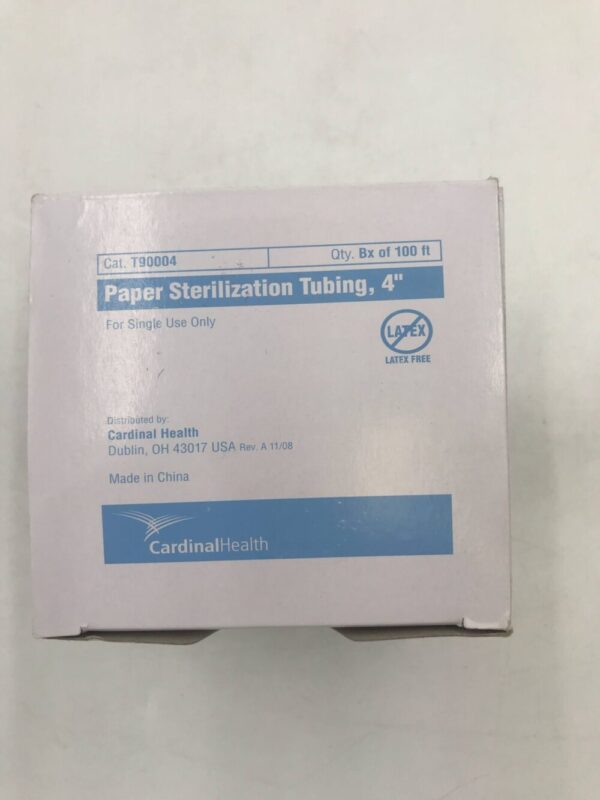 Cat. T90004
Qty. Bx of 100 ft
Paper Sterilization Tubing, 4"
For Single Use Only
LATEX
LATEX FREE
Distributed by:
Cardinal Health
Dublin, OH 43017 USA Rev. A 11/08
Made in China
CardinalHealth